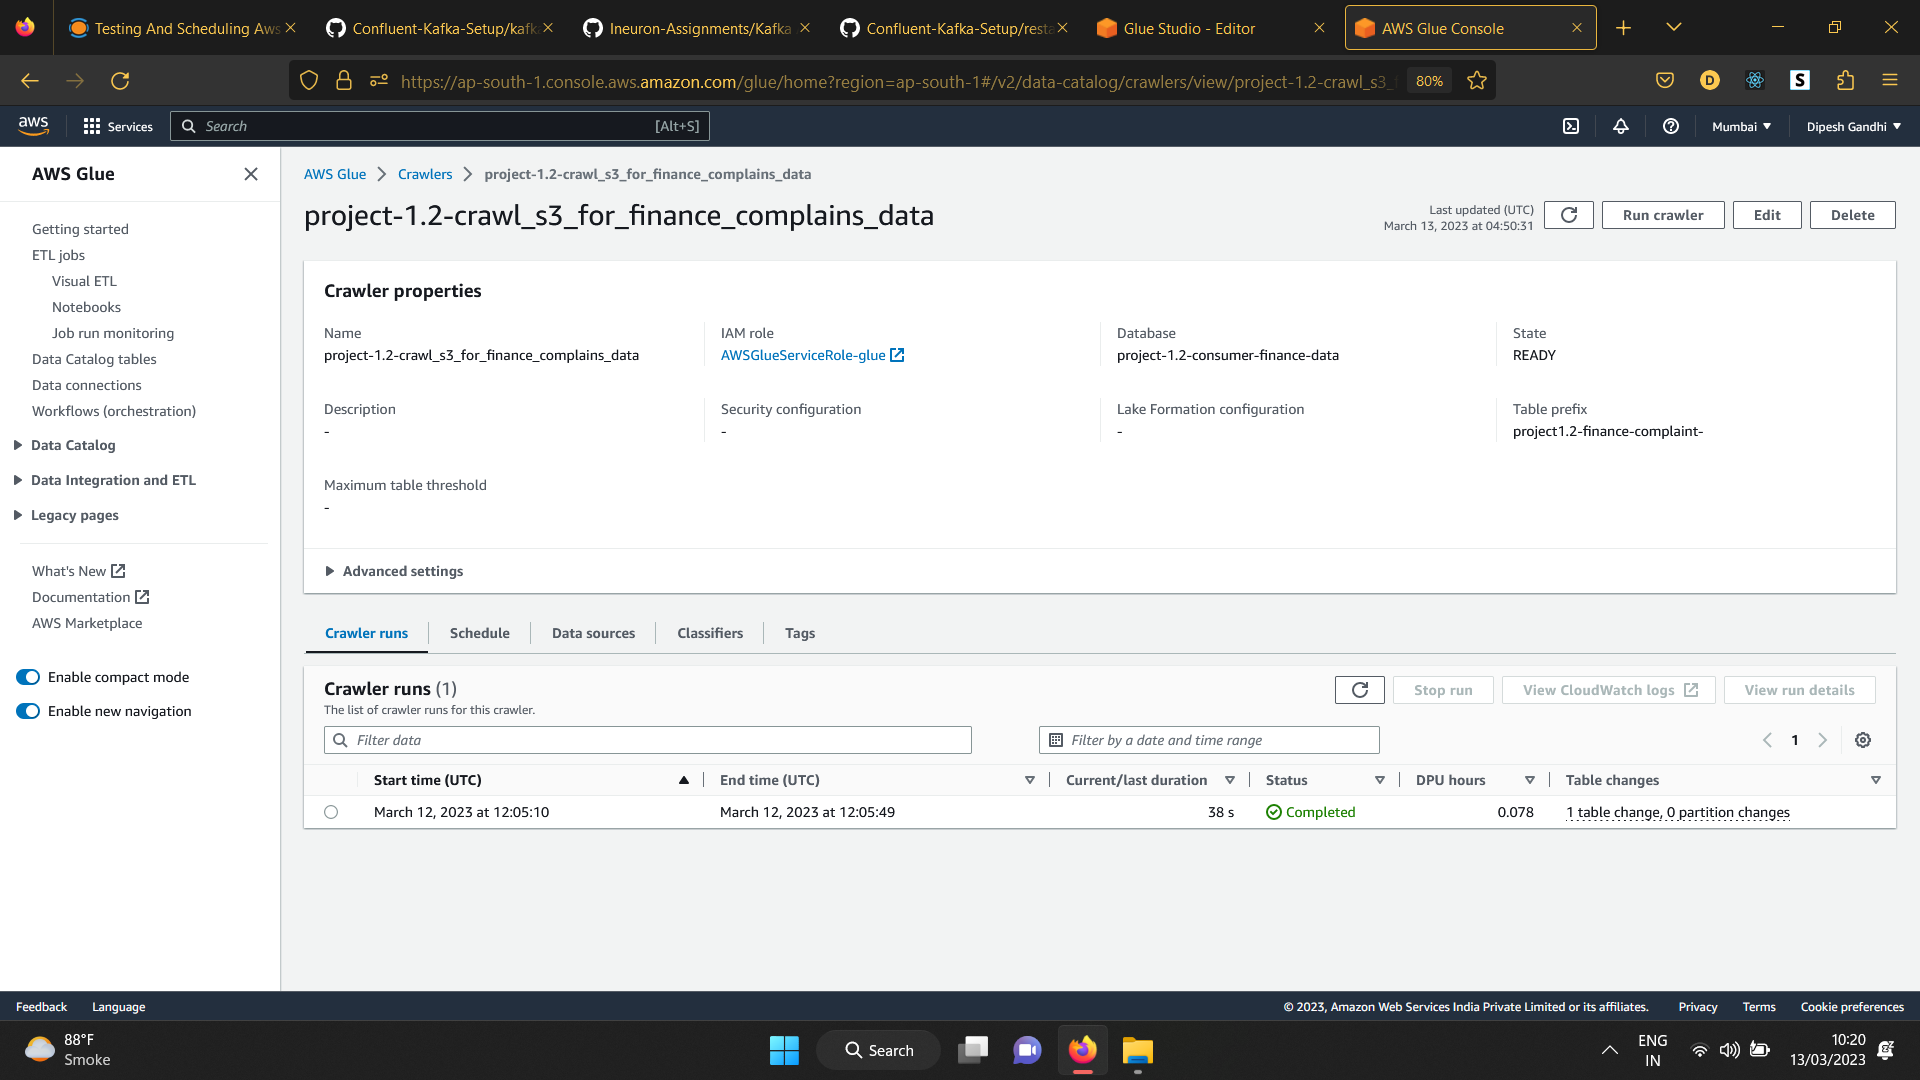 Testing And Scheduling Aws
Confluent-Kafka-Setup/kafk
Ineuron-Assignments/Kafka
Confluent-Kafka-Setup/resta
Glue Studio - Editor
AWS Glue Console
https://ap-south-1.console.aws.amazon.com/glue/home?region=ap-south-1#/v2/data-catalog/crawlers/view/project-1.2-crawl_s3_
80%
D
S
aws
Services
Search
[Alt+S]
Mumbai
Dipesh Gandhi
AWS Glue
Getting started
ETL jobs
Visual ETL
Notebooks
Job run monitoring
Data Catalog tables
Data connections
Workflows (orchestration)
Data Catalog
Data Integration and ETL
Legacy pages
What's New
Documentation
AWS Marketplace
Enable compact mode
Enable new navigation
AWS Glue > Crawlers > project-1.2-crawl_s3_for_finance_complains_data
project-1.2-crawl_s3_for_finance_complains_data
Last updated (UTC)
March 13, 2023 at 04:50:31
Run crawler
Edit
Delete
Crawler properties
Name
project-1.2-crawl_s3_for_finance_complains_data
IAM role
AWSGlueServiceRole-glue
Database
project-1.2-consumer-finance-data
State
READY
Description
-
Security configuration
-
Lake Formation configuration
-
Table prefix
project1.2-finance-complaint-
Maximum table threshold
-
Advanced settings
Crawler runs
Schedule
Data sources
Classifiers
Tags
Crawler runs (1)
The list of crawler runs for this crawler.
Stop run
View CloudWatch logs
View run details
Filter data
Filter by a date and time range
1
Start time (UTC)
End time (UTC)
Current/last duration
Status
DPU hours
Table changes
March 12, 2023 at 12:05:10
March 12, 2023 at 12:05:49
38 s
Completed
0.078
1 table change, 0 partition changes
Feedback
Language
© 2023, Amazon Web Services India Private Limited or its affiliates.
Privacy
Terms
Cookie preferences
88°F
Smoke
Search
ENG
IN
10:20
13/03/2023